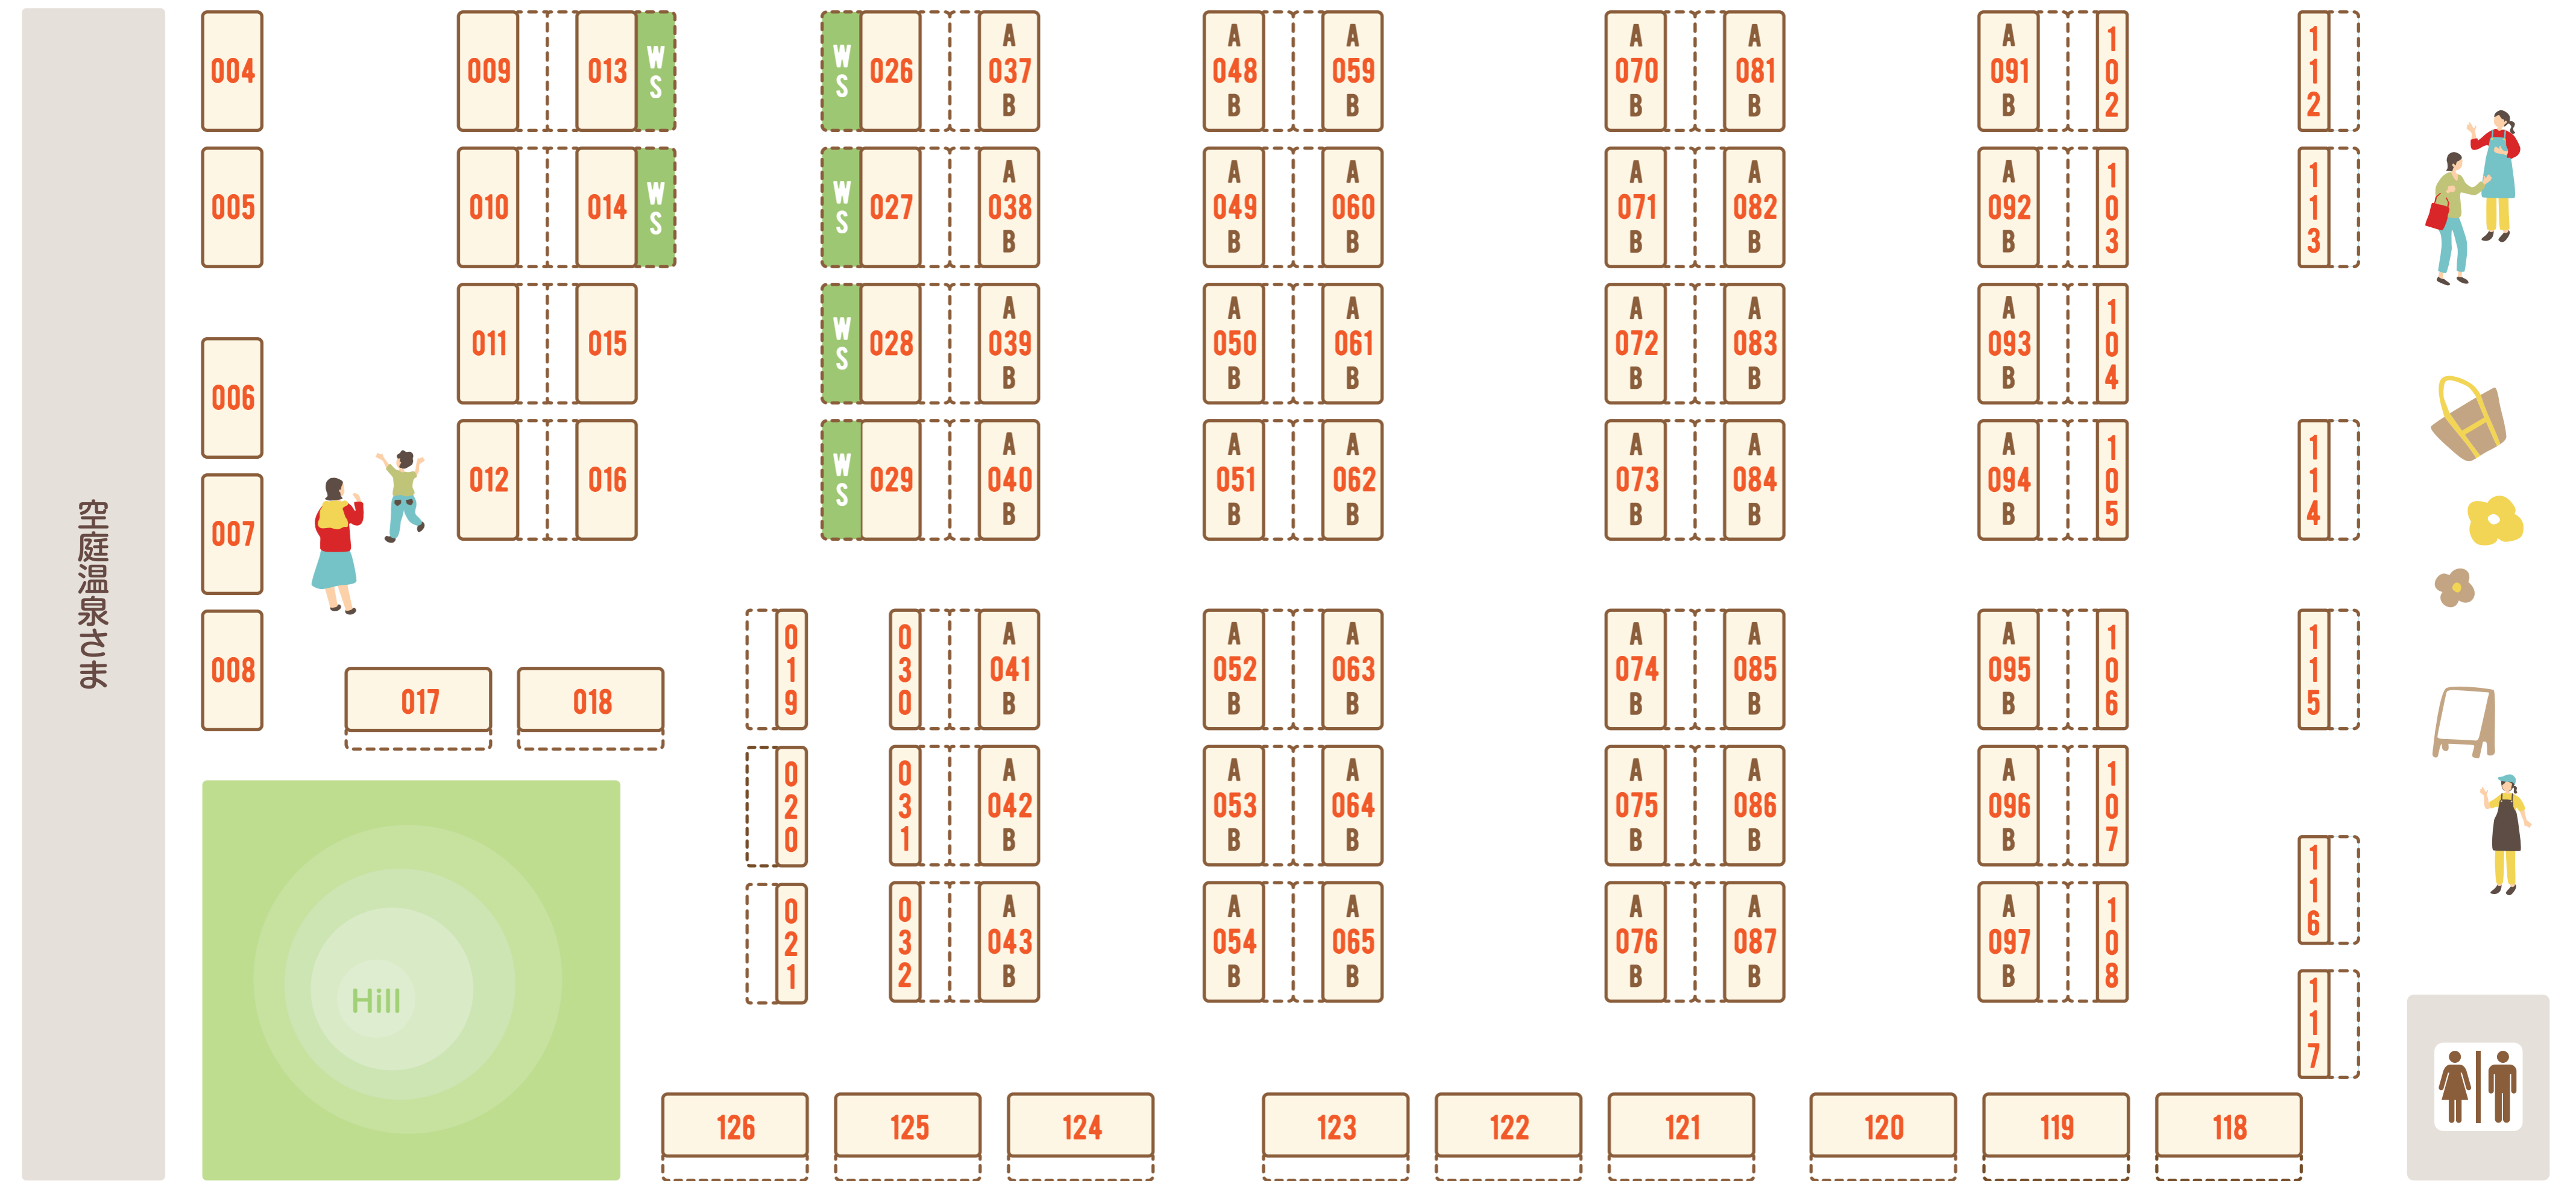 空庭温泉さま
004
009
013
WS
WS
026
A
037
B
A
048
B
A
059
B
A
070
B
A
081
B
A
091
B
102
112
005
010
014
WS
WS
027
A
038
B
A
049
B
A
060
B
A
071
B
A
082
B
A
092
B
103
113
011
015
WS
028
A
039
B
A
050
B
A
061
B
A
072
B
A
083
B
A
093
B
104
006
012
016
WS
029
A
040
B
A
051
B
A
062
B
A
073
B
A
084
B
A
094
B
105
114
007
008
017
018
019
030
A
041
B
A
052
B
A
063
B
A
074
B
A
085
B
A
095
B
106
115
020
031
A
042
B
A
053
B
A
064
B
A
075
B
A
086
B
A
096
B
107
116
021
032
A
043
B
A
054
B
A
065
B
A
076
B
A
087
B
A
097
B
108
117
Hill
126
125
124
123
122
121
120
119
118